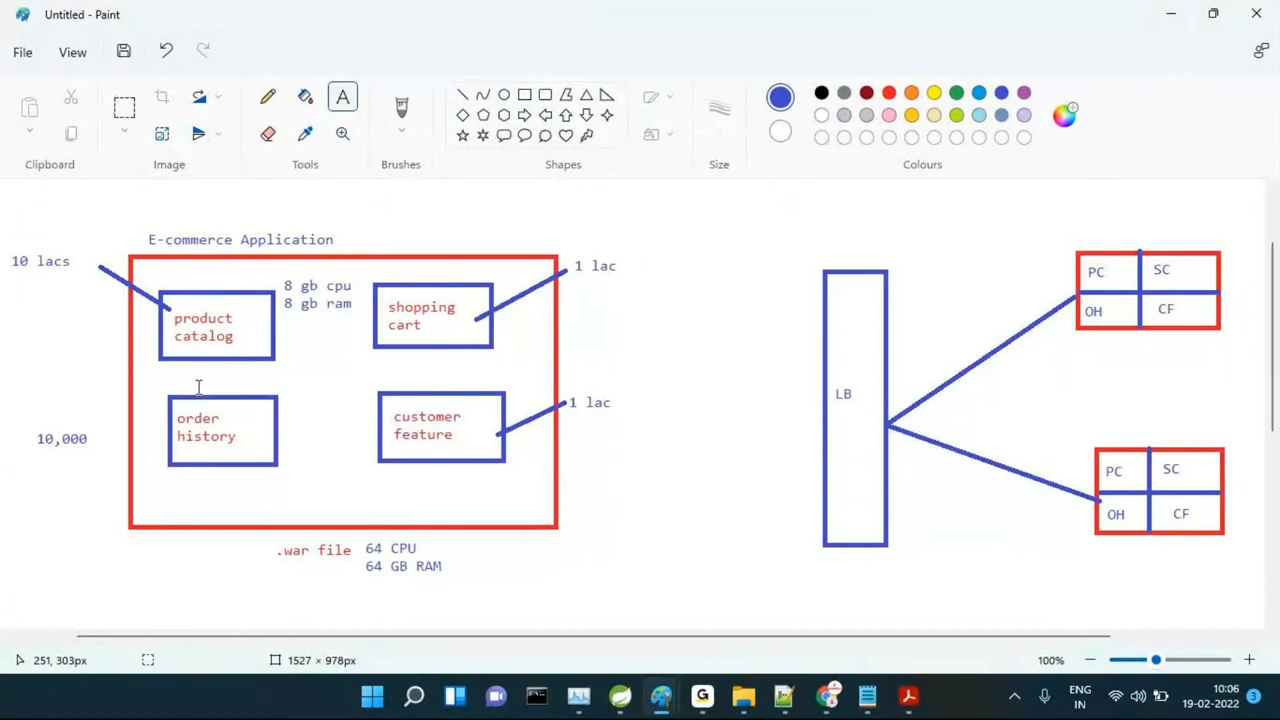 Untitled - Paint
File
View
Clipboard
Image
Tools
Brushes
Shapes
Size
Colours
A
E-commerce Application
10 lacs
8 gb cpu
8 gb ram
product
catalog
shopping
cart
1 lac
order
history
10,000
customer
feature
1 lac
.war file
64 CPU
64 GB RAM
LB
PC
SC
OH
CF
PC
SC
OH
CF
251, 303px
1527 × 978px
100%
G
ENG
IN
10:06
19-02-2022
3